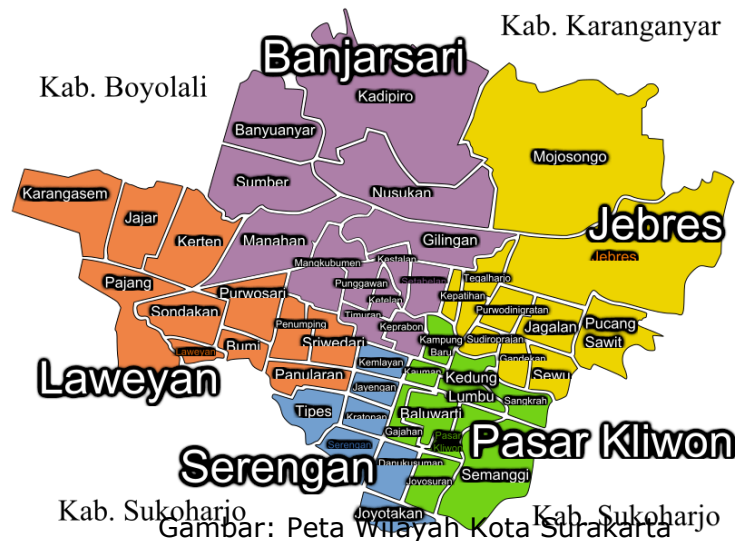 Kab. Karanganyar
Banjarsari
Kab. Boyolali
Kadipiro
Banyuanyar
Mojosongo
Sumber
Karangasem
Nusukan
Jajar
Jebres
Kerten
Manahan
Gilingan
Jebres
Mangkubumen
Kestalan
Tegalharjo
Pajang
Punggawan
Setabelan
Purwosari
Kepatihan
Ketelan
Sondakan
Timuran
Purwodiningratan
Penumping
Keprabon
Jagalan
Pucang
Sawit
Sriwedari
Kampung
Baru
Sudiroprajan
Laweyan
Bumi
Gandekan
Kemlayan
Laweyan
Panularan
Kauman
Kedung
Lumbu
Sewu
Jayengan
Sangkrah
Tipes
Kratonan
Baluwarti
Gajahan
Pasar
Kliwon
Pasar Kliwon
Serengan
Serengan
Danukusuman
Semanggi
Joyosuran
Kab. Sukoharjo
Joyotakan
Kab. Sukoharjo
Gambar: Peta Wilayah Kota Surakarta